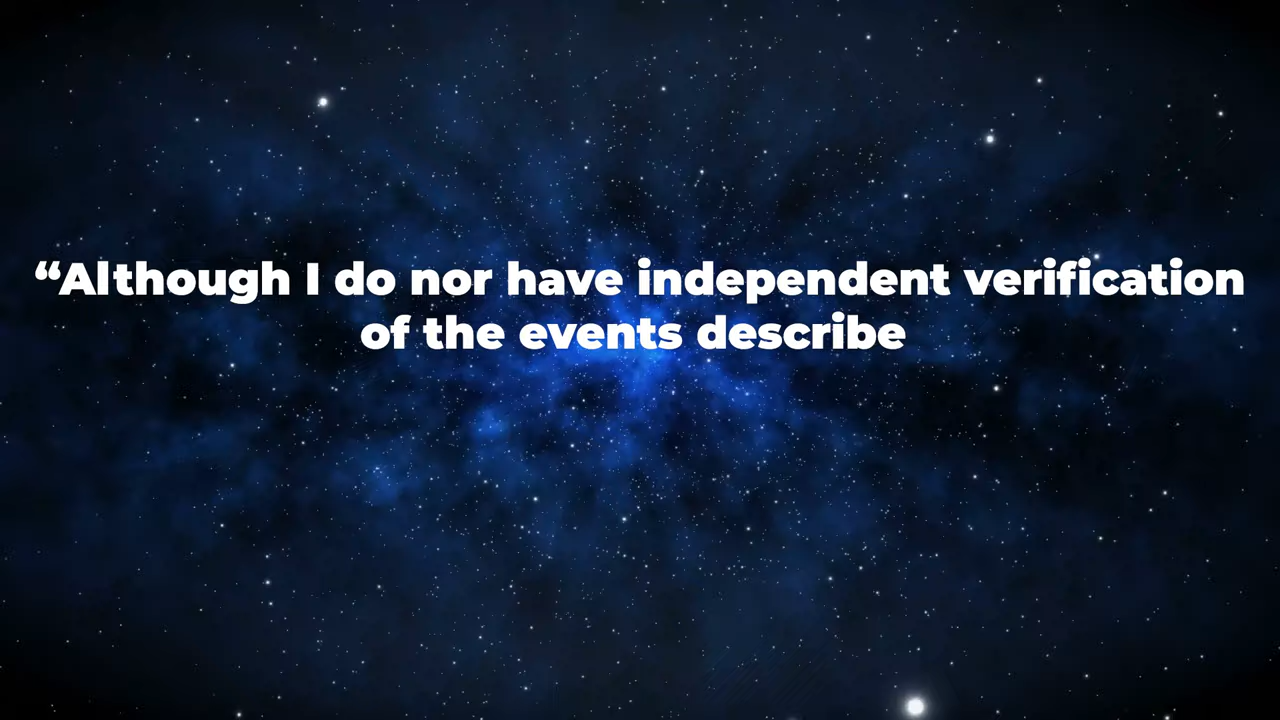 “Although I do nor have independent verification
of the events describe